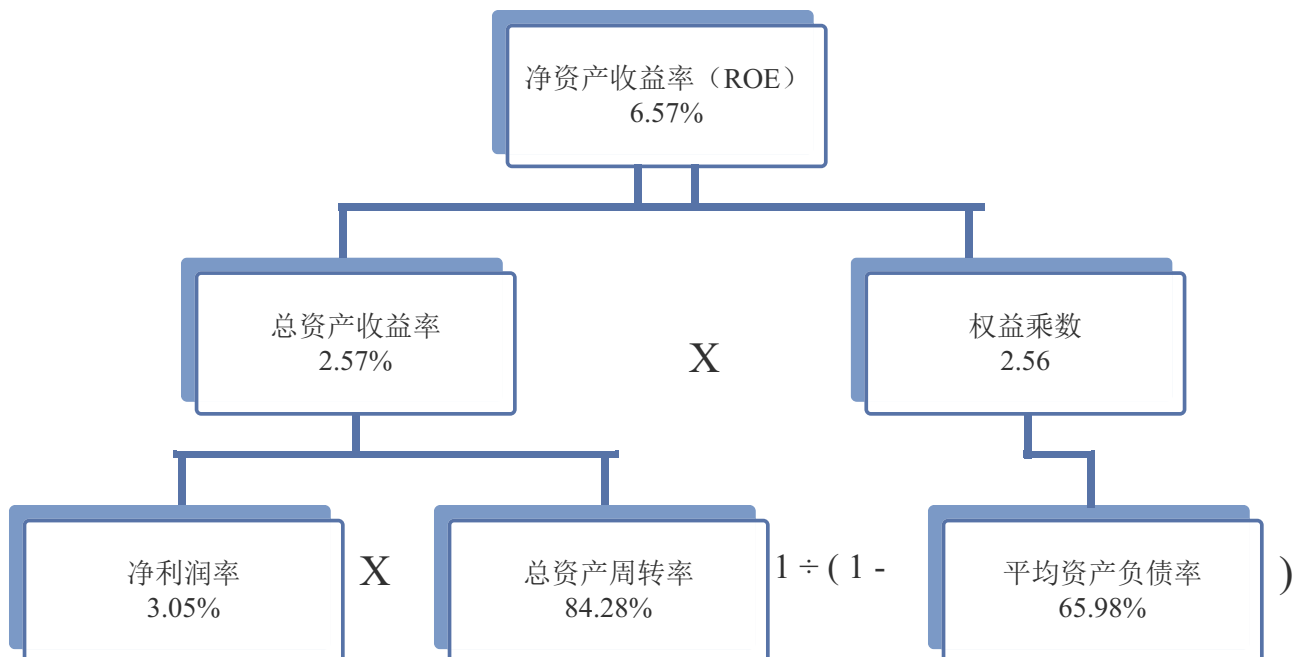 净资产收益率（ROE）
6.57%
总资产收益率
2.57%
X
权益乘数
2.56
净利润率
3.05%
X
总资产周转率
84.28%
1 ÷ ( 1 -
平均资产负债率
65.98%
)